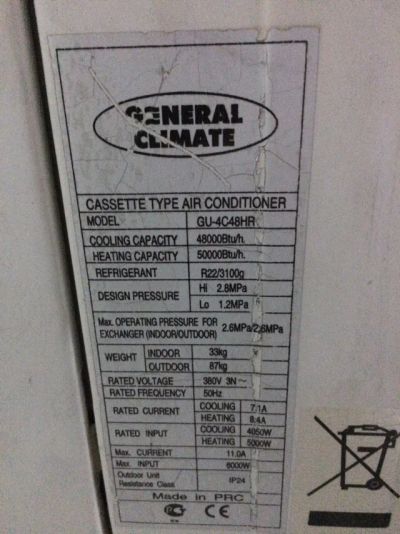 GENERAL
CLIMATE
CASSETTE TYPE AIR CONDITIONER
MODEL GU-4C48HR
COOLING CAPACITY 48000Btu/h.
HEATING CAPACITY 50000Btu/h.
REFRIGERANT R22/3100g
DESIGN PRESSURE Hi 2.8MPa
Lo 1.2MPa
Max. OPERATING PRESSURE FOR
EXCHANGER (INDOOR/OUTDOOR) 2.6MPa/2.6MPa
WEIGHT INDOOR 33kg
OUTDOOR 87kg
RATED VOLTAGE 380V 3N~
RATED FREQUENCY 50Hz
RATED CURRENT COOLING 7.1A
HEATING 8.4A
RATED INPUT COOLING 4050W
HEATING 5000W
Max. CURRENT 11.0A
Max. INPUT 6000W
Outdoor Unit
Resistance Class IP24
Made in PRC
CE